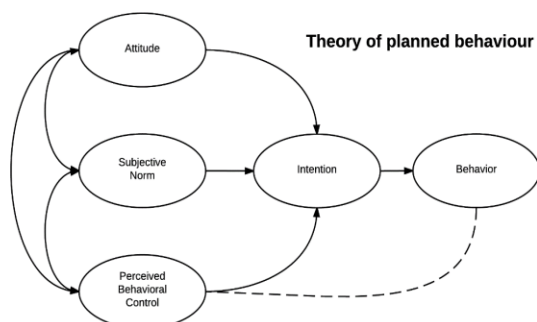 Theory of planned behaviour
Attitude
Subjective
Norm
Intention
Behavior
Perceived
Behavioral
Control